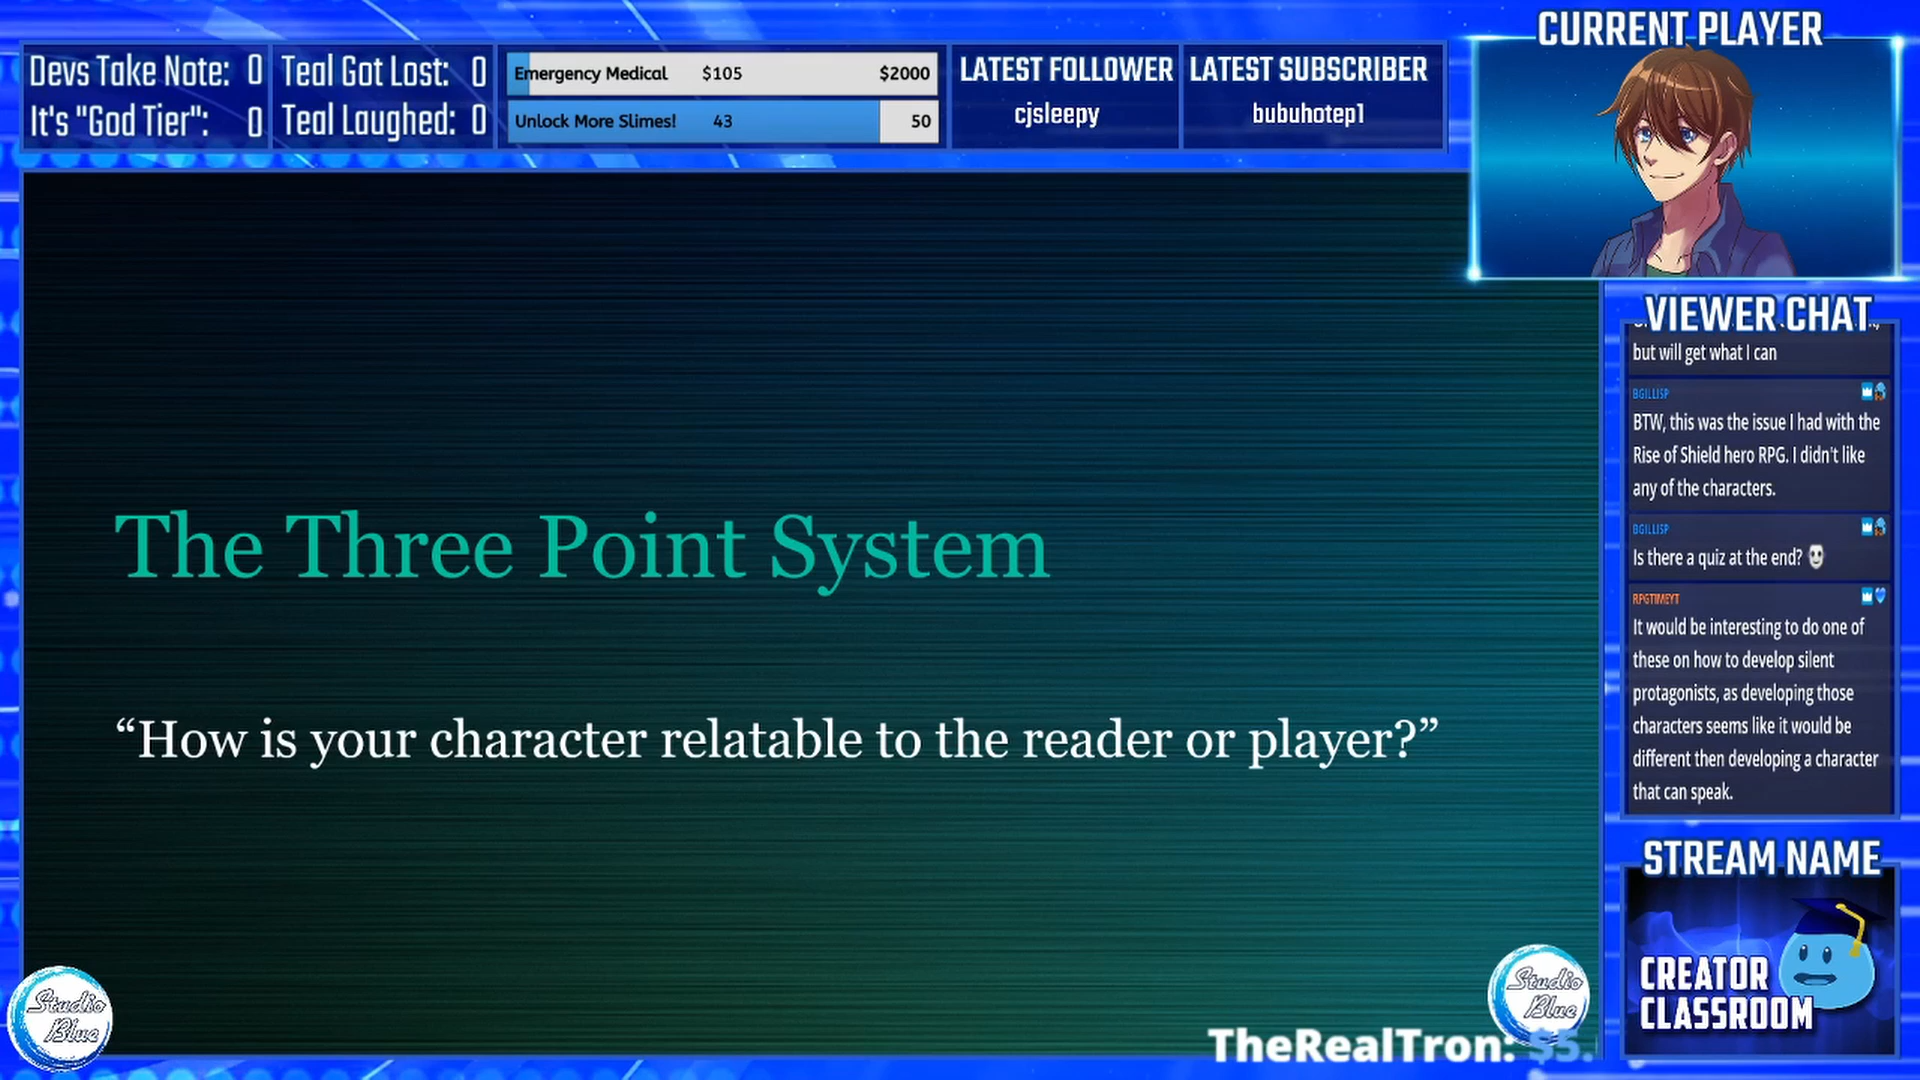 CURRENT PLAYER
Devs Take Note: 0
It's "God Tier": 0
Teal Got Lost: 0
Teal Laughed: 0
Emergency Medical $105 $2000
Unlock More Slimes! 43 50
LATEST FOLLOWER
cjsleepy
LATEST SUBSCRIBER
bubuhotep1
The Three Point System
“How is your character relatable to the reader or player?”
VIEWER CHAT
but will get what I can
BGILLISP
BTW, this was the issue I had with the
Rise of Shield hero RPG. I didn't like
any of the characters.
BGILLISP
Is there a quiz at the end?
RPGTIMEYT
It would be interesting to do one of
these on how to develop silent
protagonists, as developing those
characters seems like it would be
different then developing a character
that can speak.
STREAM NAME
CREATOR
CLASSROOM
Studio
Blue
Studio
Blue
TheRealTron: $5.